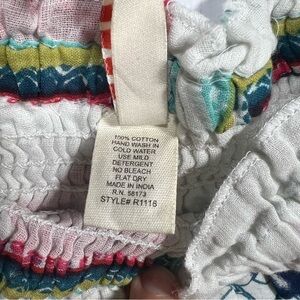 100% COTTON
HAND WASH IN
COLD WATER
USE MILD
DETERGENT
NO BLEACH
FLAT DRY
MADE IN INDIA
R.N. 58173
STYLE# R1116